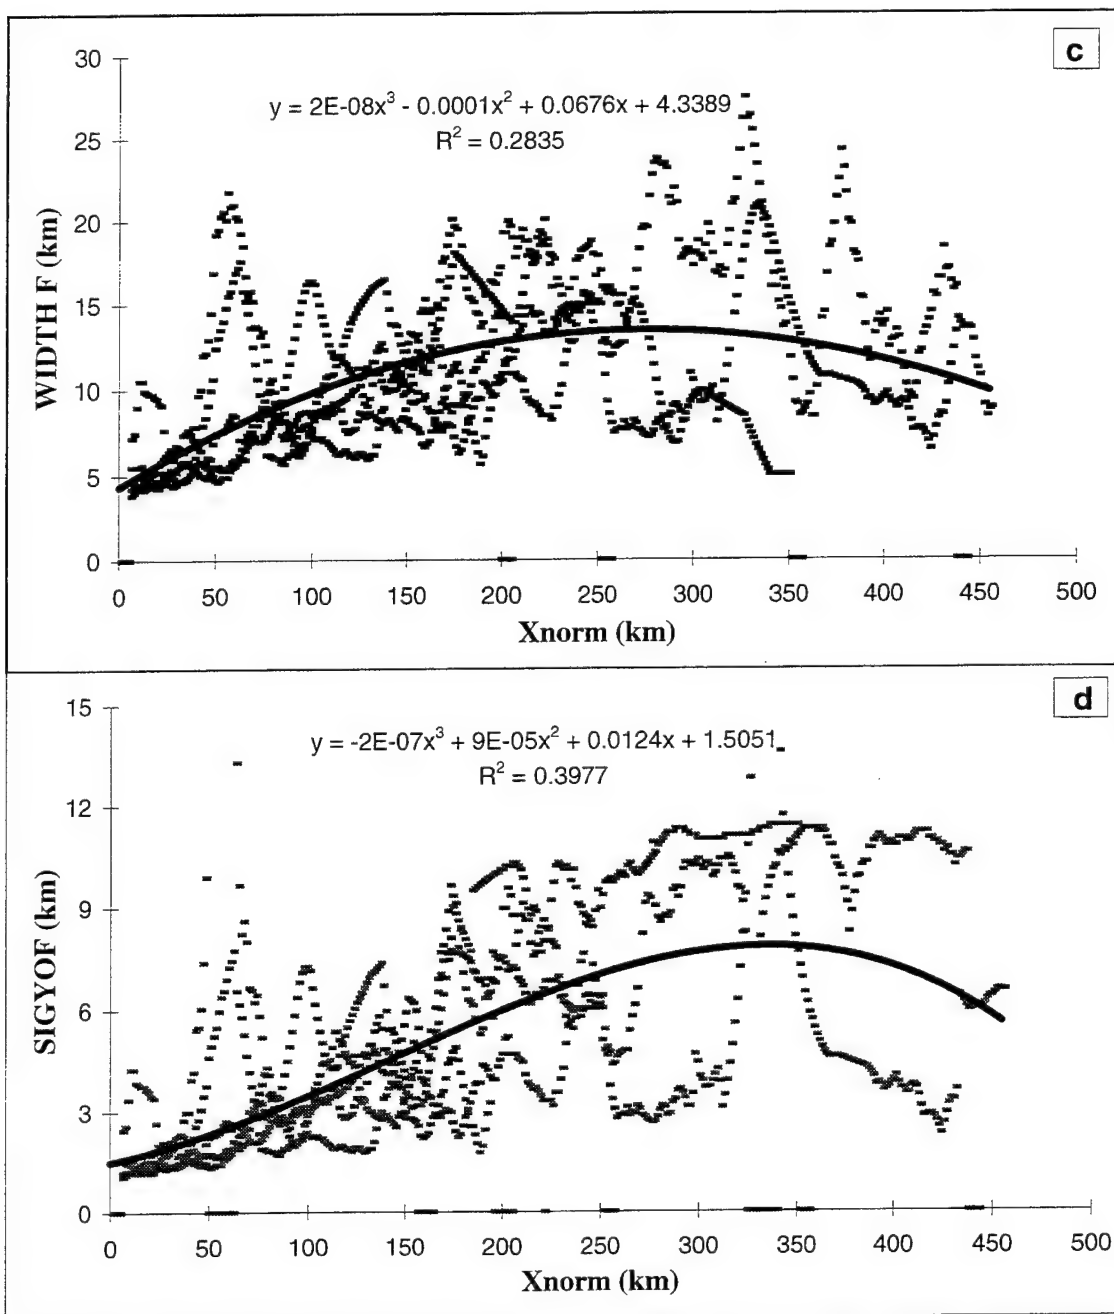 c
30
y = 2E-08x³ - 0.0001x² + 0.0676x + 4.3389
R² = 0.2835
25
20
15
10
5
0
WIDTH F (km)
0 50 100 150 200 250 300 350 400 450 500
Xnorm (km)
d
15
y = -2E-07x³ + 9E-05x² + 0.0124x + 1.5051
R² = 0.3977
12
9
6
3
0
SIGYOF (km)
0 50 100 150 200 250 300 350 400 450 500
Xnorm (km)